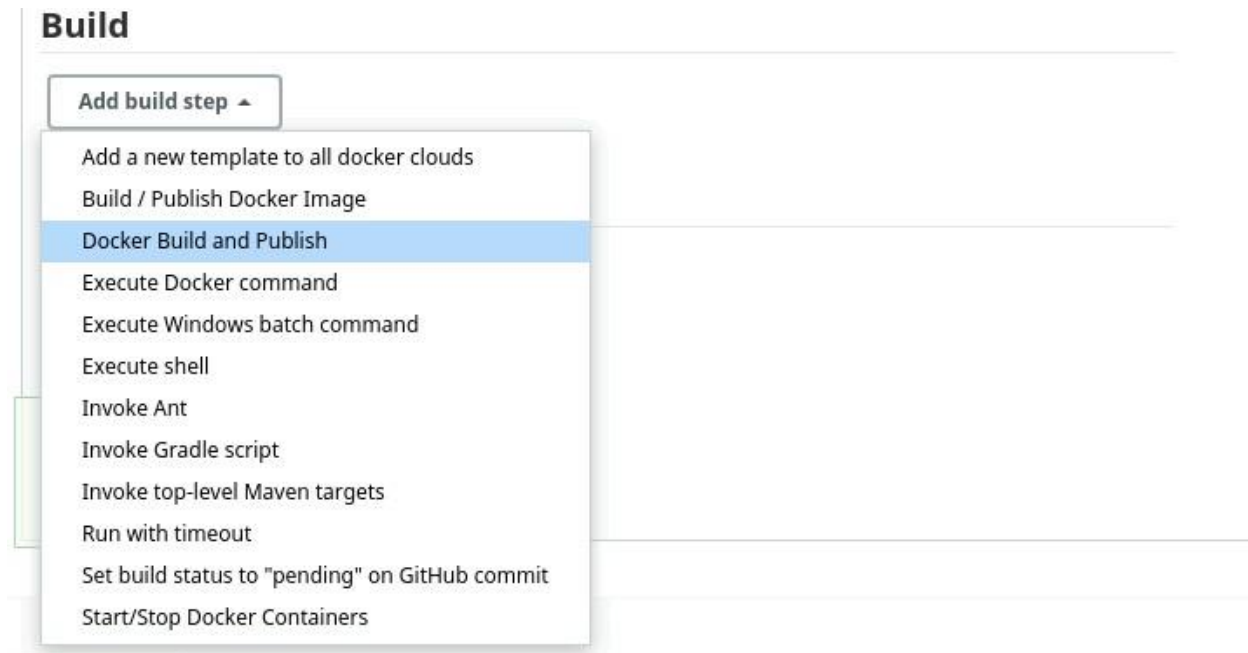 Build
Add build step
Add a new template to all docker clouds
Build / Publish Docker Image
Docker Build and Publish
Execute Docker command
Execute Windows batch command
Execute shell
Invoke Ant
Invoke Gradle script
Invoke top-level Maven targets
Run with timeout
Set build status to "pending" on GitHub commit
Start/Stop Docker Containers